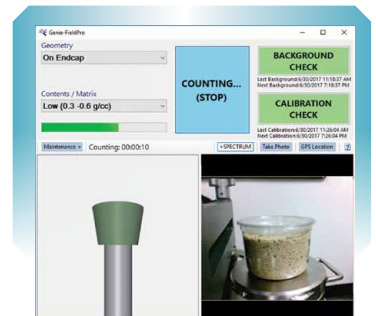 Genie-FieldPro
Geometry
On Endcap
Contents / Matrix
Low (0.3 -0.6 g/cc)
COUNTING...
(STOP)
BACKGROUND
CHECK
Last Background:6/30/2017 11:18:37 AM
Next Background:6/30/2017 7:18:37 PM
CALIBRATION
CHECK
Last Calibration:6/30/2017 11:26:04 AM
Next Calibration:6/30/2017 7:26:04 PM
Maintenance
Counting: 00:00:10
+SPECTRUM
Take Photo
GPS Location